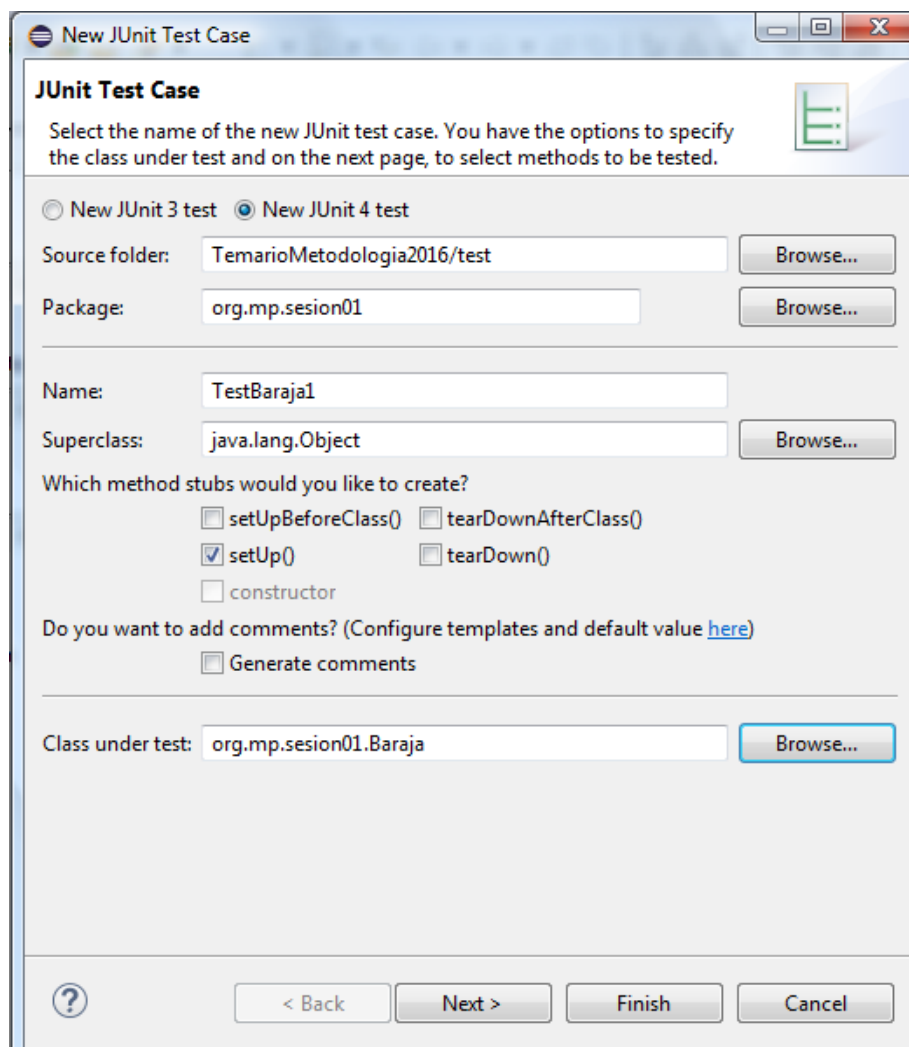 New JUnit Test Case
JUnit Test Case
Select the name of the new JUnit test case. You have the options to specify
the class under test and on the next page, to select methods to be tested.
New JUnit 3 test New JUnit 4 test
Source folder: TemarioMetodologia2016/test Browse...
Package: org.mp.sesion01 Browse...
Name: TestBaraja1
Superclass: java.lang.Object Browse...
Which method stubs would you like to create?
setUpBeforeClass() tearDownAfterClass()
setUp() tearDown()
constructor
Do you want to add comments? (Configure templates and default value here)
Generate comments
Class under test: org.mp.sesion01.Baraja Browse...
? < Back Next > Finish Cancel